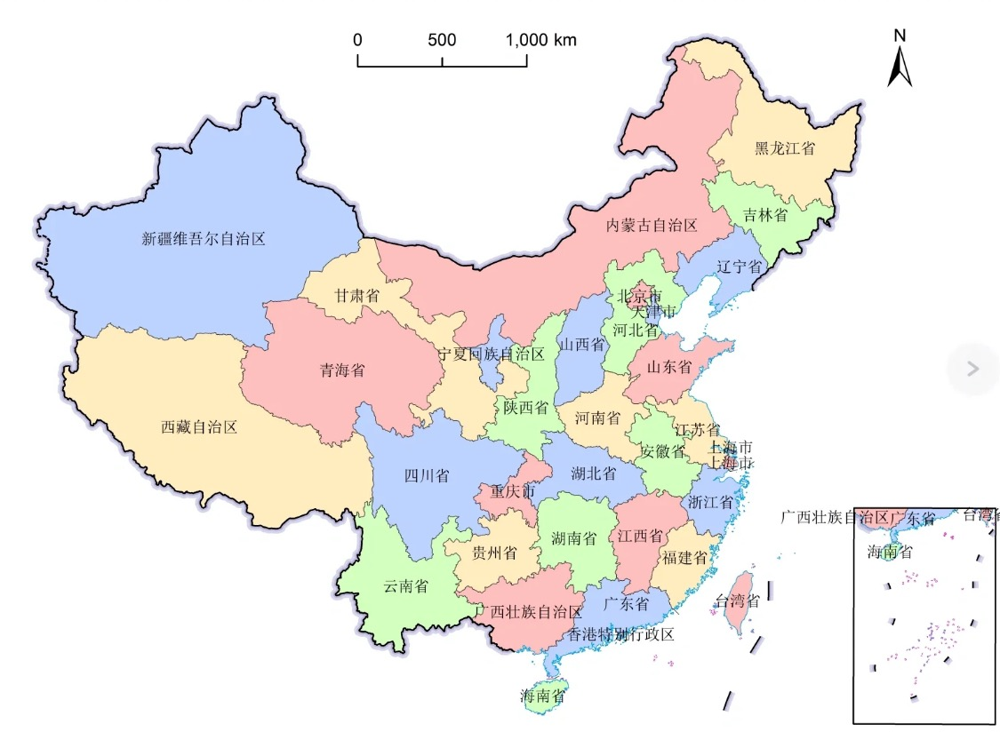 0 500 1,000 km
N
黑龙江省
吉林省
内蒙古自治区
新疆维吾尔自治区
辽宁省
甘肃省
北京市
天津市
河北省
山西省
宁夏回族自治区
山东省
青海省
陕西省
河南省
西藏自治区
江苏省
上海市
安徽省
上海市
四川省
湖北省
重庆市
浙江省
广西壮族自治区
广东省
台湾省
湖南省
江西省
贵州省
福建省
海南省
云南省
台湾省
广东省
广西壮族自治区
香港特别行政区
海南省